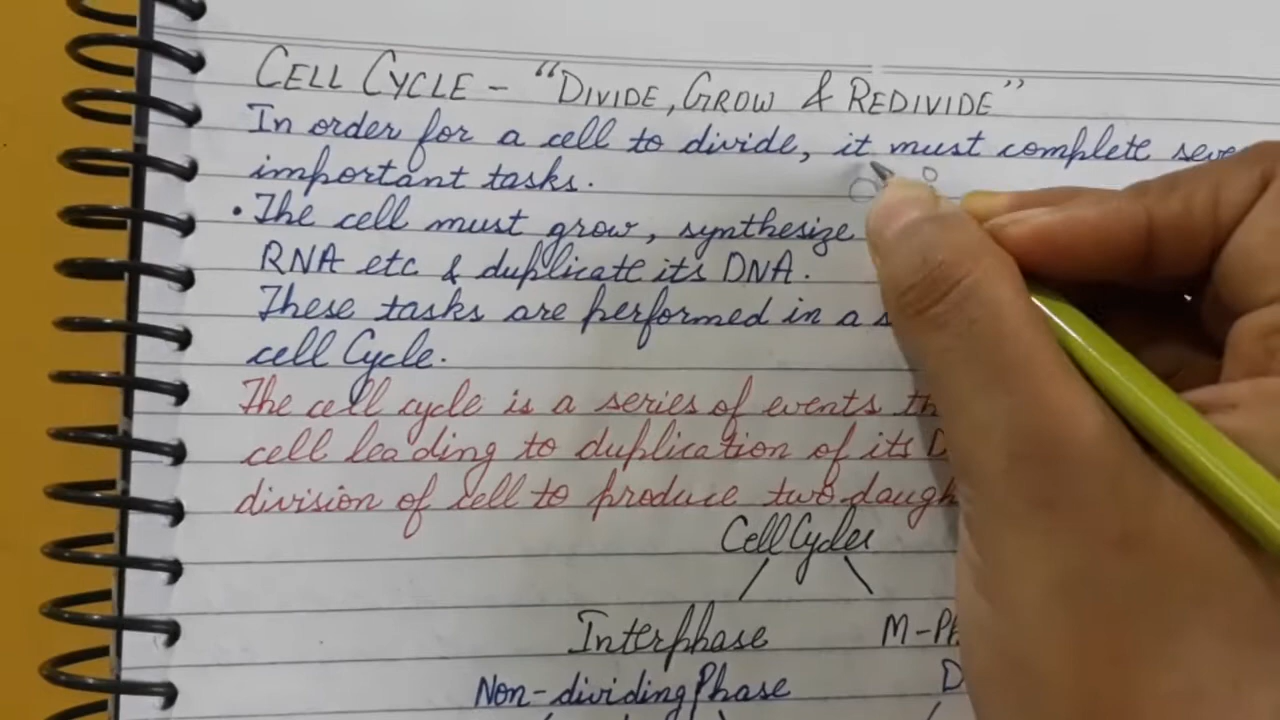 CELL CYCLE - "DIVIDE, GROW & REDIVIDE"
In order for a cell to divide, it must complete
important tasks.
• The cell must grow, synthesize
RNA etc & duplicate its DNA.
These tasks are performed in a
cell Cycle.
The cell cycle is a series of events
cell leading to duplication of its
division of cell to produce two
Cell Cycle
Interphase M-
Non-dividing Phase